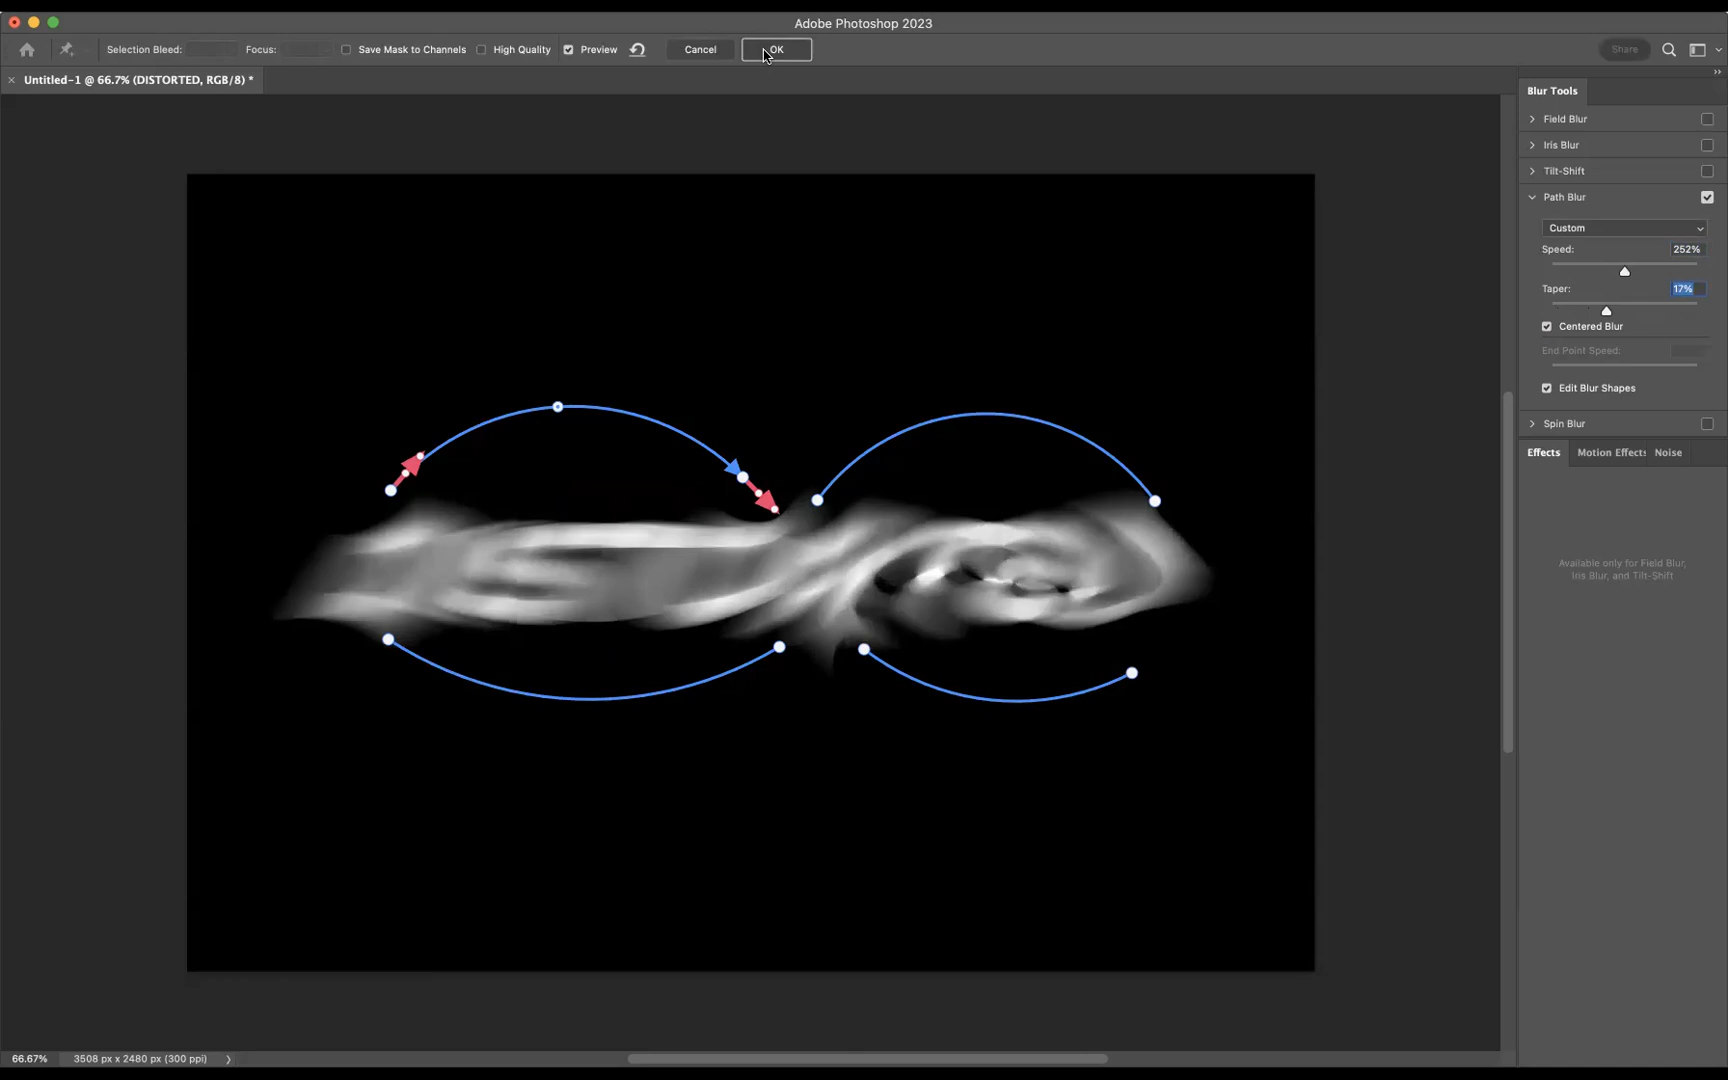 Adobe Photoshop 2023
Selection Bleed: Focus: Save Mask to Channels High Quality Preview Cancel OK Share
× Untitled-1 @ 66.7% (DISTORTED, RGB/8) *
Blur Tools
Field Blur
Iris Blur
Tilt-Shift
Path Blur
Custom
Speed: 252%
Taper: 17%
Centered Blur
End Point Speed:
Edit Blur Shapes
Spin Blur
Effects Motion Effects Noise
Available only for Field Blur,
Iris Blur, and Tilt-Shift
66.67% 3508 px x 2480 px (300 ppi)